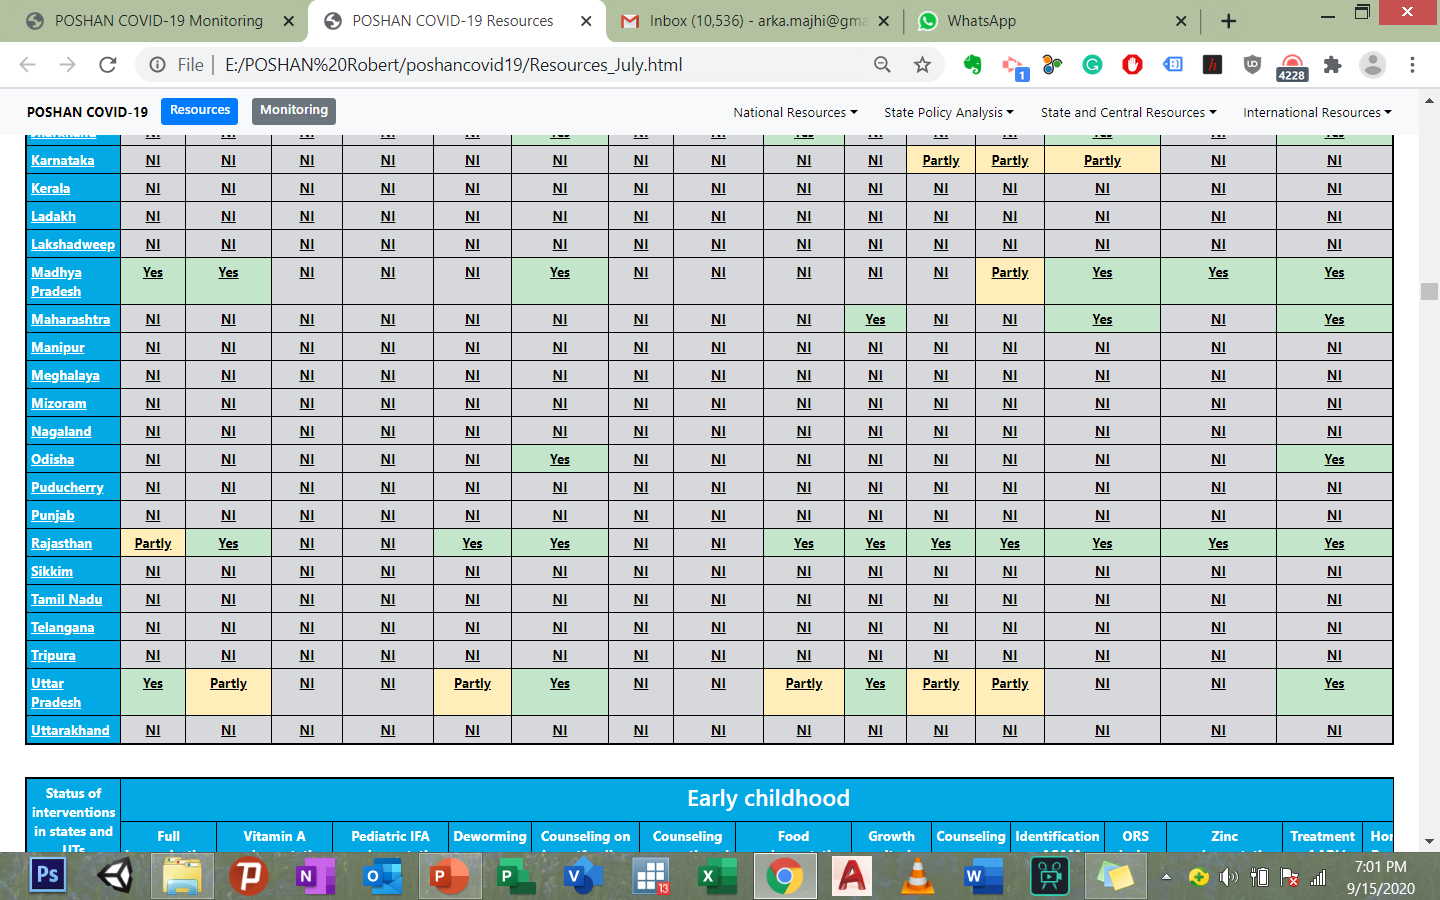 POSHAN COVID-19 Monitoring
POSHAN COVID-19 Resources
Inbox (10,536) - arka.majhi@gma
WhatsApp
File | E:/POSHAN%20Robert/poshancovid19/Resources_July.html
1
4228
POSHAN COVID-19 Resources Monitoring National Resources State Policy Analysis State and Central Resources International Resources
Karnataka NI NI NI NI NI NI NI NI NI NI Partly Partly Partly NI NI
Kerala NI NI NI NI NI NI NI NI NI NI NI NI NI NI NI
Ladakh NI NI NI NI NI NI NI NI NI NI NI NI NI NI NI
Lakshadweep NI NI NI NI NI NI NI NI NI NI NI NI NI NI NI
Madhya Yes Yes NI NI NI Yes NI NI NI NI NI Partly Yes Yes Yes
Pradesh
Maharashtra NI NI NI NI NI NI NI NI NI Yes NI NI Yes NI Yes
Manipur NI NI NI NI NI NI NI NI NI NI NI NI NI NI NI
Meghalaya NI NI NI NI NI NI NI NI NI NI NI NI NI NI NI
Mizoram NI NI NI NI NI NI NI NI NI NI NI NI NI NI NI
Nagaland NI NI NI NI NI NI NI NI NI NI NI NI NI NI NI
Odisha NI NI NI NI NI Yes NI NI NI NI NI NI NI NI Yes
Puducherry NI NI NI NI NI NI NI NI NI NI NI NI NI NI NI
Punjab NI NI NI NI NI NI NI NI NI NI NI NI NI NI NI
Rajasthan Partly Yes NI NI Yes Yes NI NI Yes Yes Yes Yes Yes Yes Yes
Sikkim NI NI NI NI NI NI NI NI NI NI NI NI NI NI NI
Tamil Nadu NI NI NI NI NI NI NI NI NI NI NI NI NI NI NI
Telangana NI NI NI NI NI NI NI NI NI NI NI NI NI NI NI
Tripura NI NI NI NI NI NI NI NI NI NI NI NI NI NI NI
Uttar Yes Partly NI NI Partly Yes NI NI Partly Yes Partly Partly NI NI Yes
Pradesh
Uttarakhand NI NI NI NI NI NI NI NI NI NI NI NI NI NI NI
Status of
interventions
in states and
UTs
Early childhood
Full Vitamin A Pediatric IFA Deworming Counseling on Counseling Food Growth Counseling Identification ORS Zinc Treatment
7:01 PM
9/15/2020